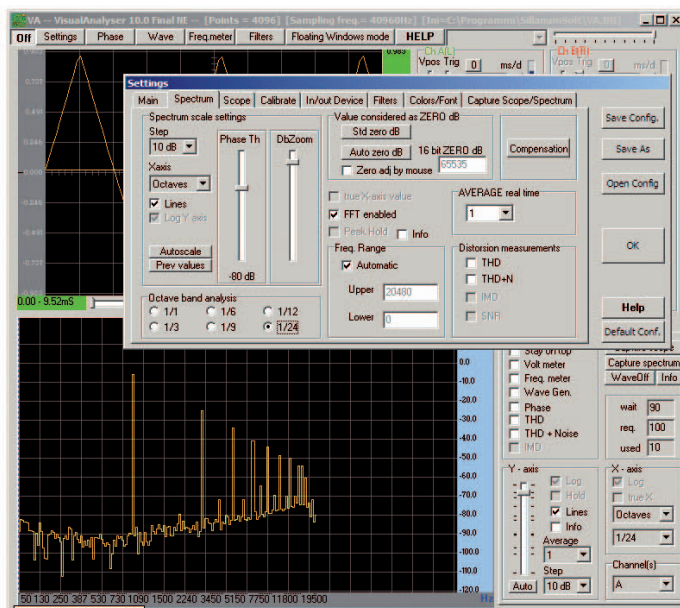 VA -- VisualAnalyser 10.0 Final NE -- [Points = 4096] [Sampling freq.= 40960Hz]
Off Settings Phase Wave Freq.meter Filters Floating Windows mode HELP
0.985 Ch A(L) Ch B(R)
Vpos Trig 0 ms/d Vpos Trig 0 ms/d
Settings
Main Spectrum Scope Calibrate In/out Device Filters Colors/Font Capture Scope/Spectrum
Spectrum scale settings
Step
10 dB
Xaxis
Octaves
Lines
Log Y axis
Autoscale
Prev values
Phase Th
-80 dB
DbZoom
Octave band analysis
1/1 1/6 1/12
1/3 1/9 1/24
Value considered as ZERO dB
Std zero dB
Auto zero dB 16 bit ZERO dB
Zero adj by mouse 65535
Compensation
true X-axis value
FFT enabled
Peak Hold Info
AVERAGE real time
1
Freq. Range
Automatic
Upper 20480
Lower 0
Distorsion measurements
THD
THD+N
IMD
SNR
Save Config.
Save As
Open Config
OK
Help
Default Conf.
0.000
0.00 - 9.52mS
0.0
-10.0
-20.0
-30.0
-40.0
-50.0
-60.0
-70.0
-80.0
-90.0
-100.0
-110.0
-120.0
50 130 250 387 530 730 1090 1500 2240 3450 5150 7750 11800 19500 Hz
Stay on top
Volt meter
Freq. meter
Wave Gen.
Phase
THD
THD + Noise
IMD
Capture scope
Capture spectrum
WaveOff Info
wait 90
req. 100
used 10
Y - axis
Log
Hold
Lines
Info
Average
1
Step
Auto 10 dB
X - axis
Log
true X
Octaves
1/24
Channel(s)
A